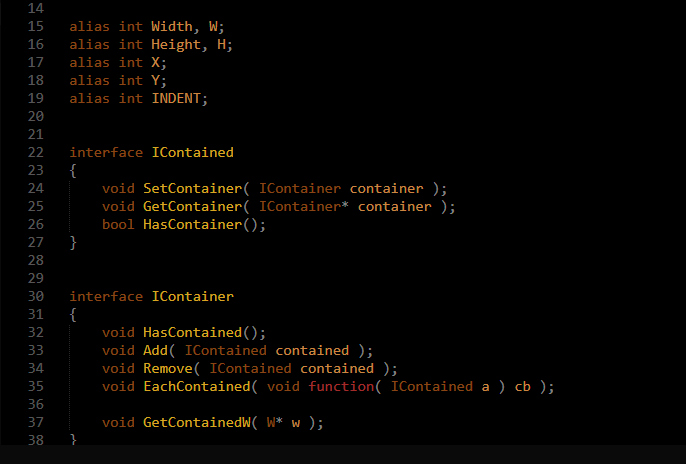 14
15 alias int Width, W;
16 alias int Height, H;
17 alias int X;
18 alias int Y;
19 alias int INDENT;
20
21
22 interface IContained
23 {
24     void SetContainer( IContainer container );
25     void GetContainer( IContainer* container );
26     bool HasContainer();
27 }
28
29
30 interface IContainer
31 {
32     void HasContained();
33     void Add( IContained contained );
34     void Remove( IContained contained );
35     void EachContained( void function( IContained a ) cb );
36
37     void GetContainedW( W* w );
38 }